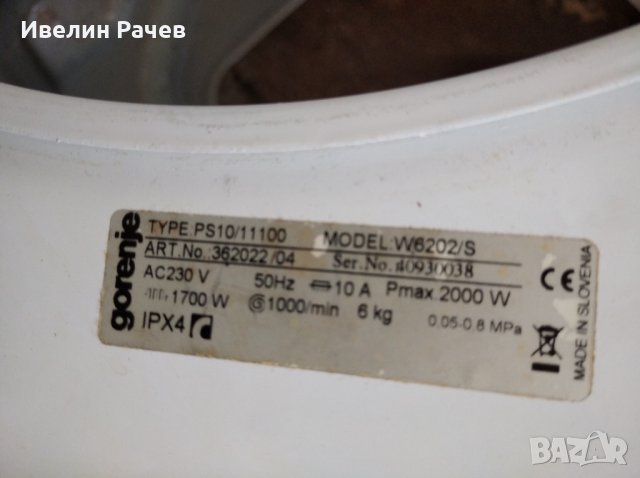 Ивелин Рачев
gorenje
TYPE:PS10/11100 MODEL:W6202/S
ART.No.:362022/04 Ser.No.:40930038
AC230 V 50Hz 10 A Pmax.2000 W
1700 W @1000/min 6 kg 0.05-0.8 MPa
IPX4
CE
MADE IN SLOVENIA
BAZAR